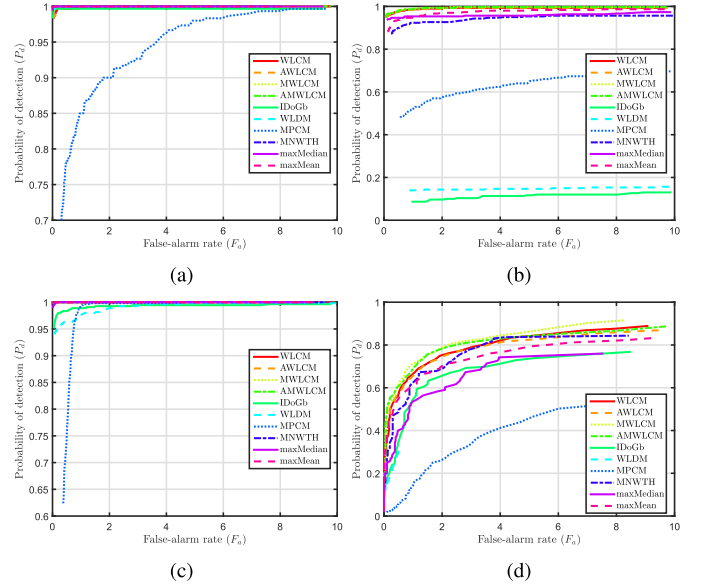 1
0.95
0.9
0.85
0.8
0.75
0.7
0
2
4
6
8
10
Probability of detection (Pd)
False-alarm rate (Fa)
WLCM
AWLCM
MWLCM
AMWLCM
IDoGb
WLDM
MPCM
MNWTH
maxMedian
maxMean
(a)
1
0.8
0.6
0.4
0.2
0
0
2
4
6
8
10
Probability of detection (Pd)
False-alarm rate (Fa)
WLCM
AWLCM
MWLCM
AMWLCM
IDoGb
WLDM
MPCM
MNWTH
maxMedian
maxMean
(b)
1
0.95
0.9
0.85
0.8
0.75
0.7
0.65
0.6
0
2
4
6
8
10
Probability of detection (Pd)
False-alarm rate (Fa)
WLCM
AWLCM
MWLCM
AMWLCM
IDoGb
WLDM
MPCM
MNWTH
maxMedian
maxMean
(c)
1
0.8
0.6
0.4
0.2
0
0
2
4
6
8
10
Probability of detection (Pd)
False-alarm rate (Fa)
WLCM
AWLCM
MWLCM
AMWLCM
IDoGb
WLDM
MPCM
MNWTH
maxMedian
maxMean
(d)